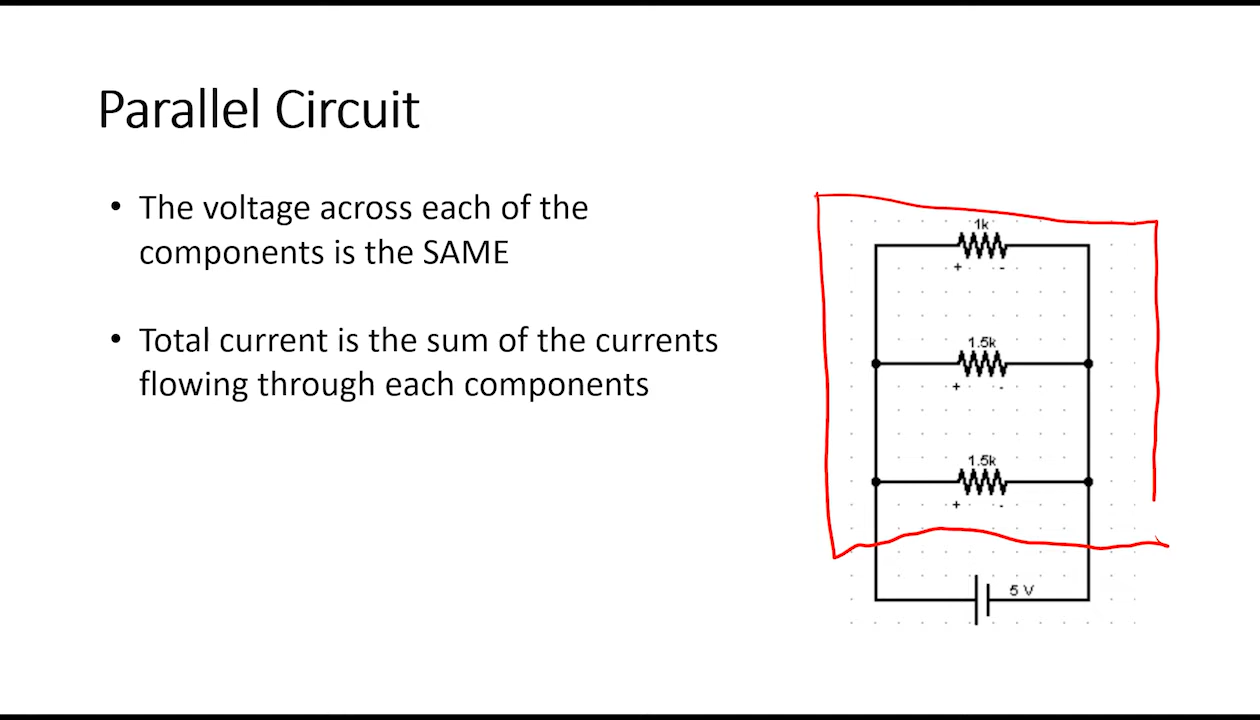 Parallel Circuit
• The voltage across each of the
components is the SAME
• Total current is the sum of the currents
flowing through each components
1k
+ -
1.5k
+ -
1.5k
+ -
5 V